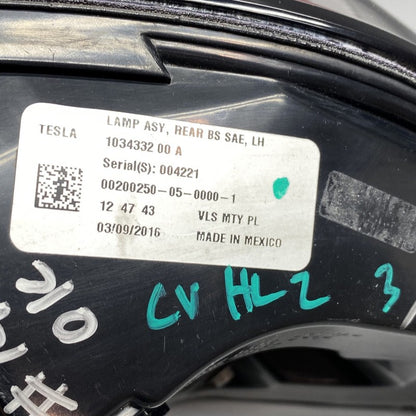 LAMP ASY, REAR BS SAE, LH
TESLA
1034332 00 A
Serial(S): 004221
00200250-05-0000-1
12 47 43
VLS MTY PL
03/09/2016
MADE IN MEXICO
CV HL2 3